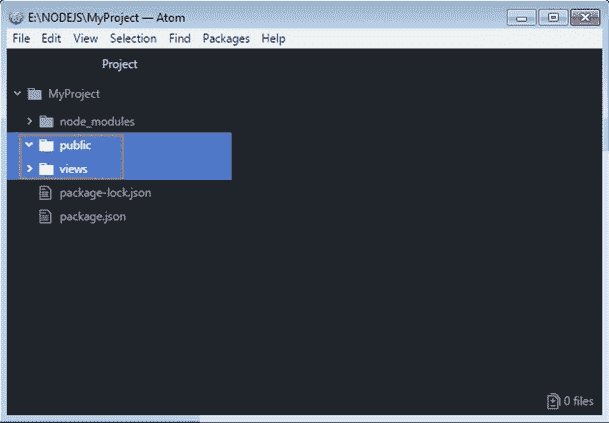 E:\NODEJS\MyProject — Atom
File Edit View Selection Find Packages Help
Project
MyProject
node_modules
public
views
package-lock.json
package.json
0 files